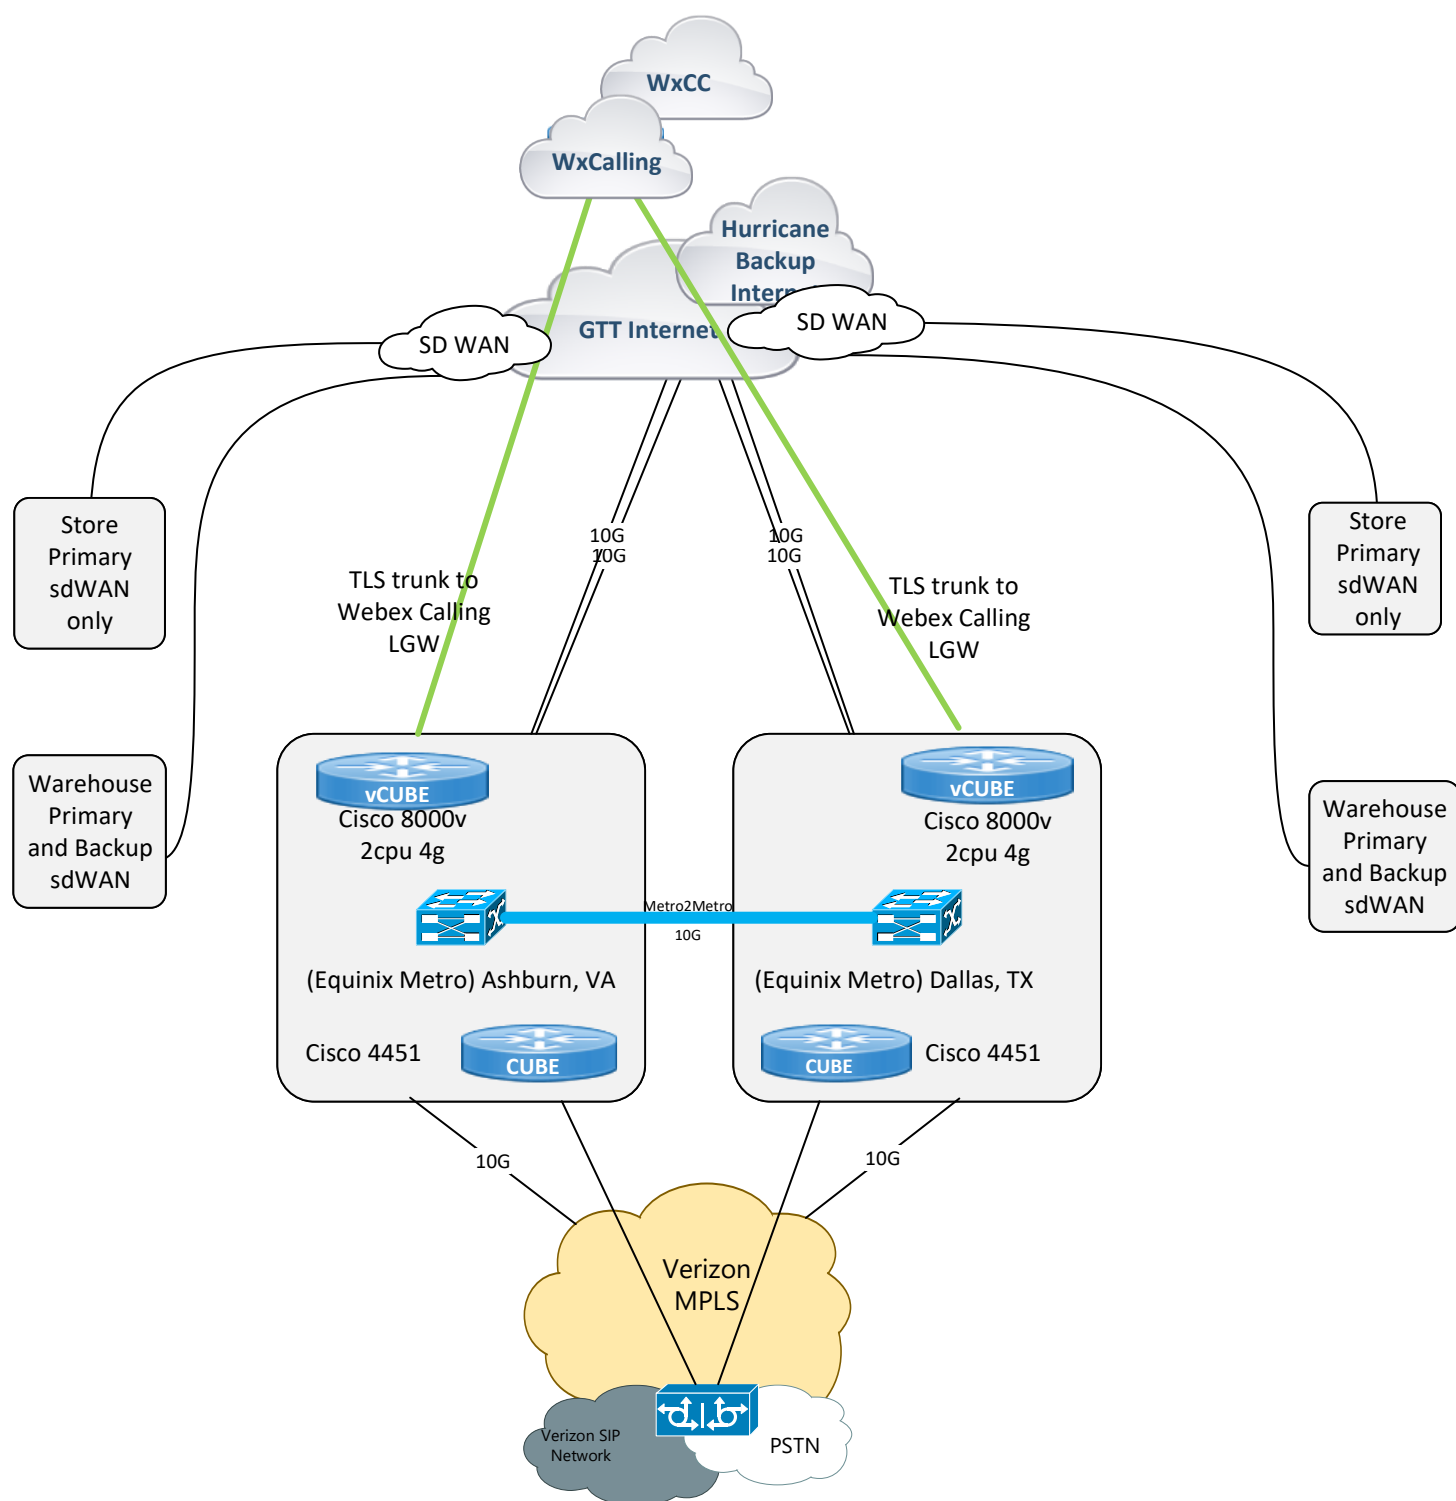 WxCC
WxCalling
Hurricane
Backup
Internet
GTT Internet
SD WAN
SD WAN
Store
Primary
sdWAN
only
Store
Primary
sdWAN
only
10G
10G
10G
10G
TLS trunk to
Webex Calling
LGW
TLS trunk to
Webex Calling
LGW
Warehouse
Primary
and Backup
sdWAN
Warehouse
Primary
and Backup
sdWAN
vCUBE
Cisco 8000v
2cpu 4g
vCUBE
Cisco 8000v
2cpu 4g
Metro2Metro
10G
(Equinix Metro) Ashburn, VA
(Equinix Metro) Dallas, TX
Cisco 4451
CUBE
CUBE
Cisco 4451
10G
10G
Verizon
MPLS
Verizon SIP
Network
PSTN